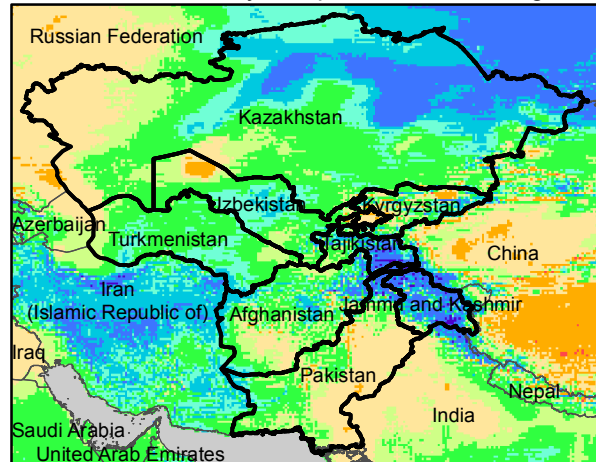 Russian Federation
Kazakhstan
Izbekistan
Kyrgyzstan
Azerbaijan
Turkmenistan
Tajikistan
China
Iran
(Islamic Republic of)
Afghanistan
Jammu and Kashmir
Iraq
Pakistan
Nepal
India
Saudi Arabia
United Arab Emirates